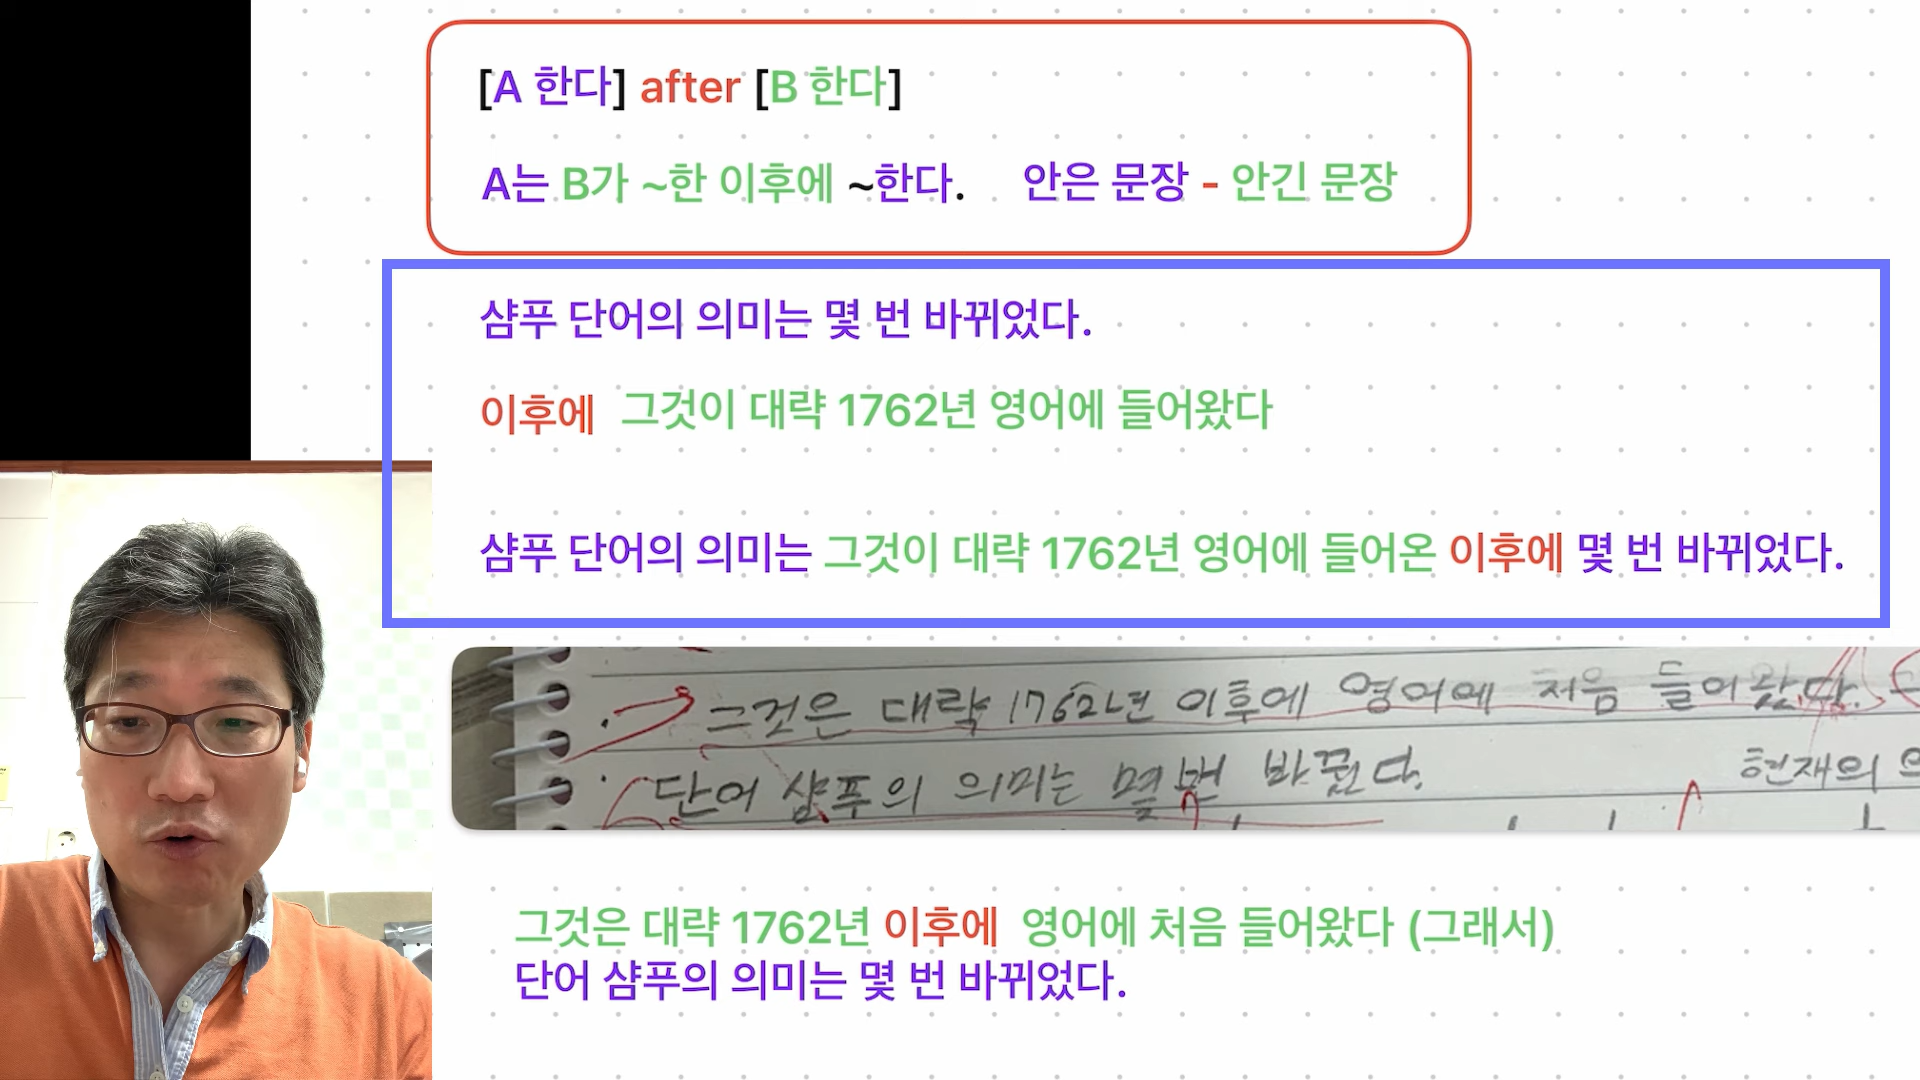 [A 한다] after [B 한다]
A는 B가 ~한 이후에 ~한다. 안은 문장 - 안긴 문장
샴푸 단어의 의미는 몇 번 바뀌었다.
이후에 그것이 대략 1762년 영어에 들어왔다
샴푸 단어의 의미는 그것이 대략 1762년 영어에 들어온 이후에 몇 번 바뀌었다.
그것은 대략 1762년 이후에 영어에 처음 들어왔다.
단어 샴푸의 의미는 몇번 바뀠다. 현재의
그것은 대략 1762년 이후에 영어에 처음 들어왔다 (그래서)
단어 샴푸의 의미는 몇 번 바뀌었다.